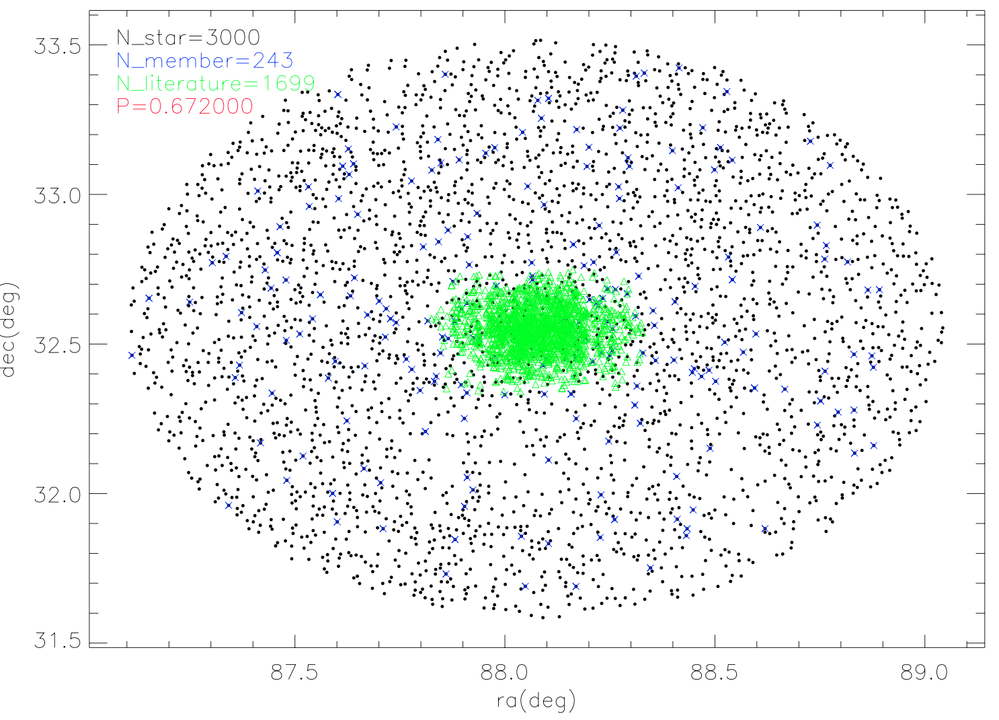 N_star=3000
N_member=243
N_literature=1699
P=0.672000
33.5
33.0
32.5
32.0
31.5
dec(deg)
87.5 88.0 88.5 89.0
ra(deg)